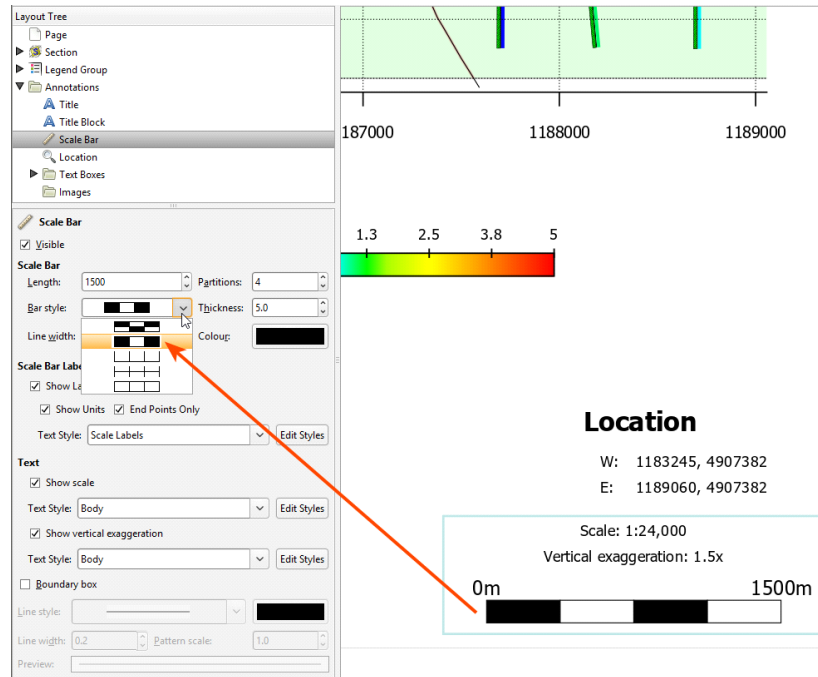 Layout Tree
Page
Section
Legend Group
Annotations
Title
Title Block
Scale Bar
Location
Text Boxes
Images
Scale Bar
Visible
Scale Bar
Length: 1500 Partitions: 4
Bar style: Thickness: 5.0
Line width: Colour:
Scale Bar Labe
Show La
Show Units End Points Only
Text Style: Scale Labels Edit Styles
Text
Show scale
Text Style: Body Edit Styles
Show vertical exaggeration
Text Style: Body Edit Styles
Boundary box
Line style:
Line width: 0.2 Pattern scale: 1.0
Preview:
187000 1188000 1189000
1.3 2.5 3.8 5
Location
W: 1183245, 4907382
E: 1189060, 4907382
Scale: 1:24,000
Vertical exaggeration: 1.5x
0m 1500m